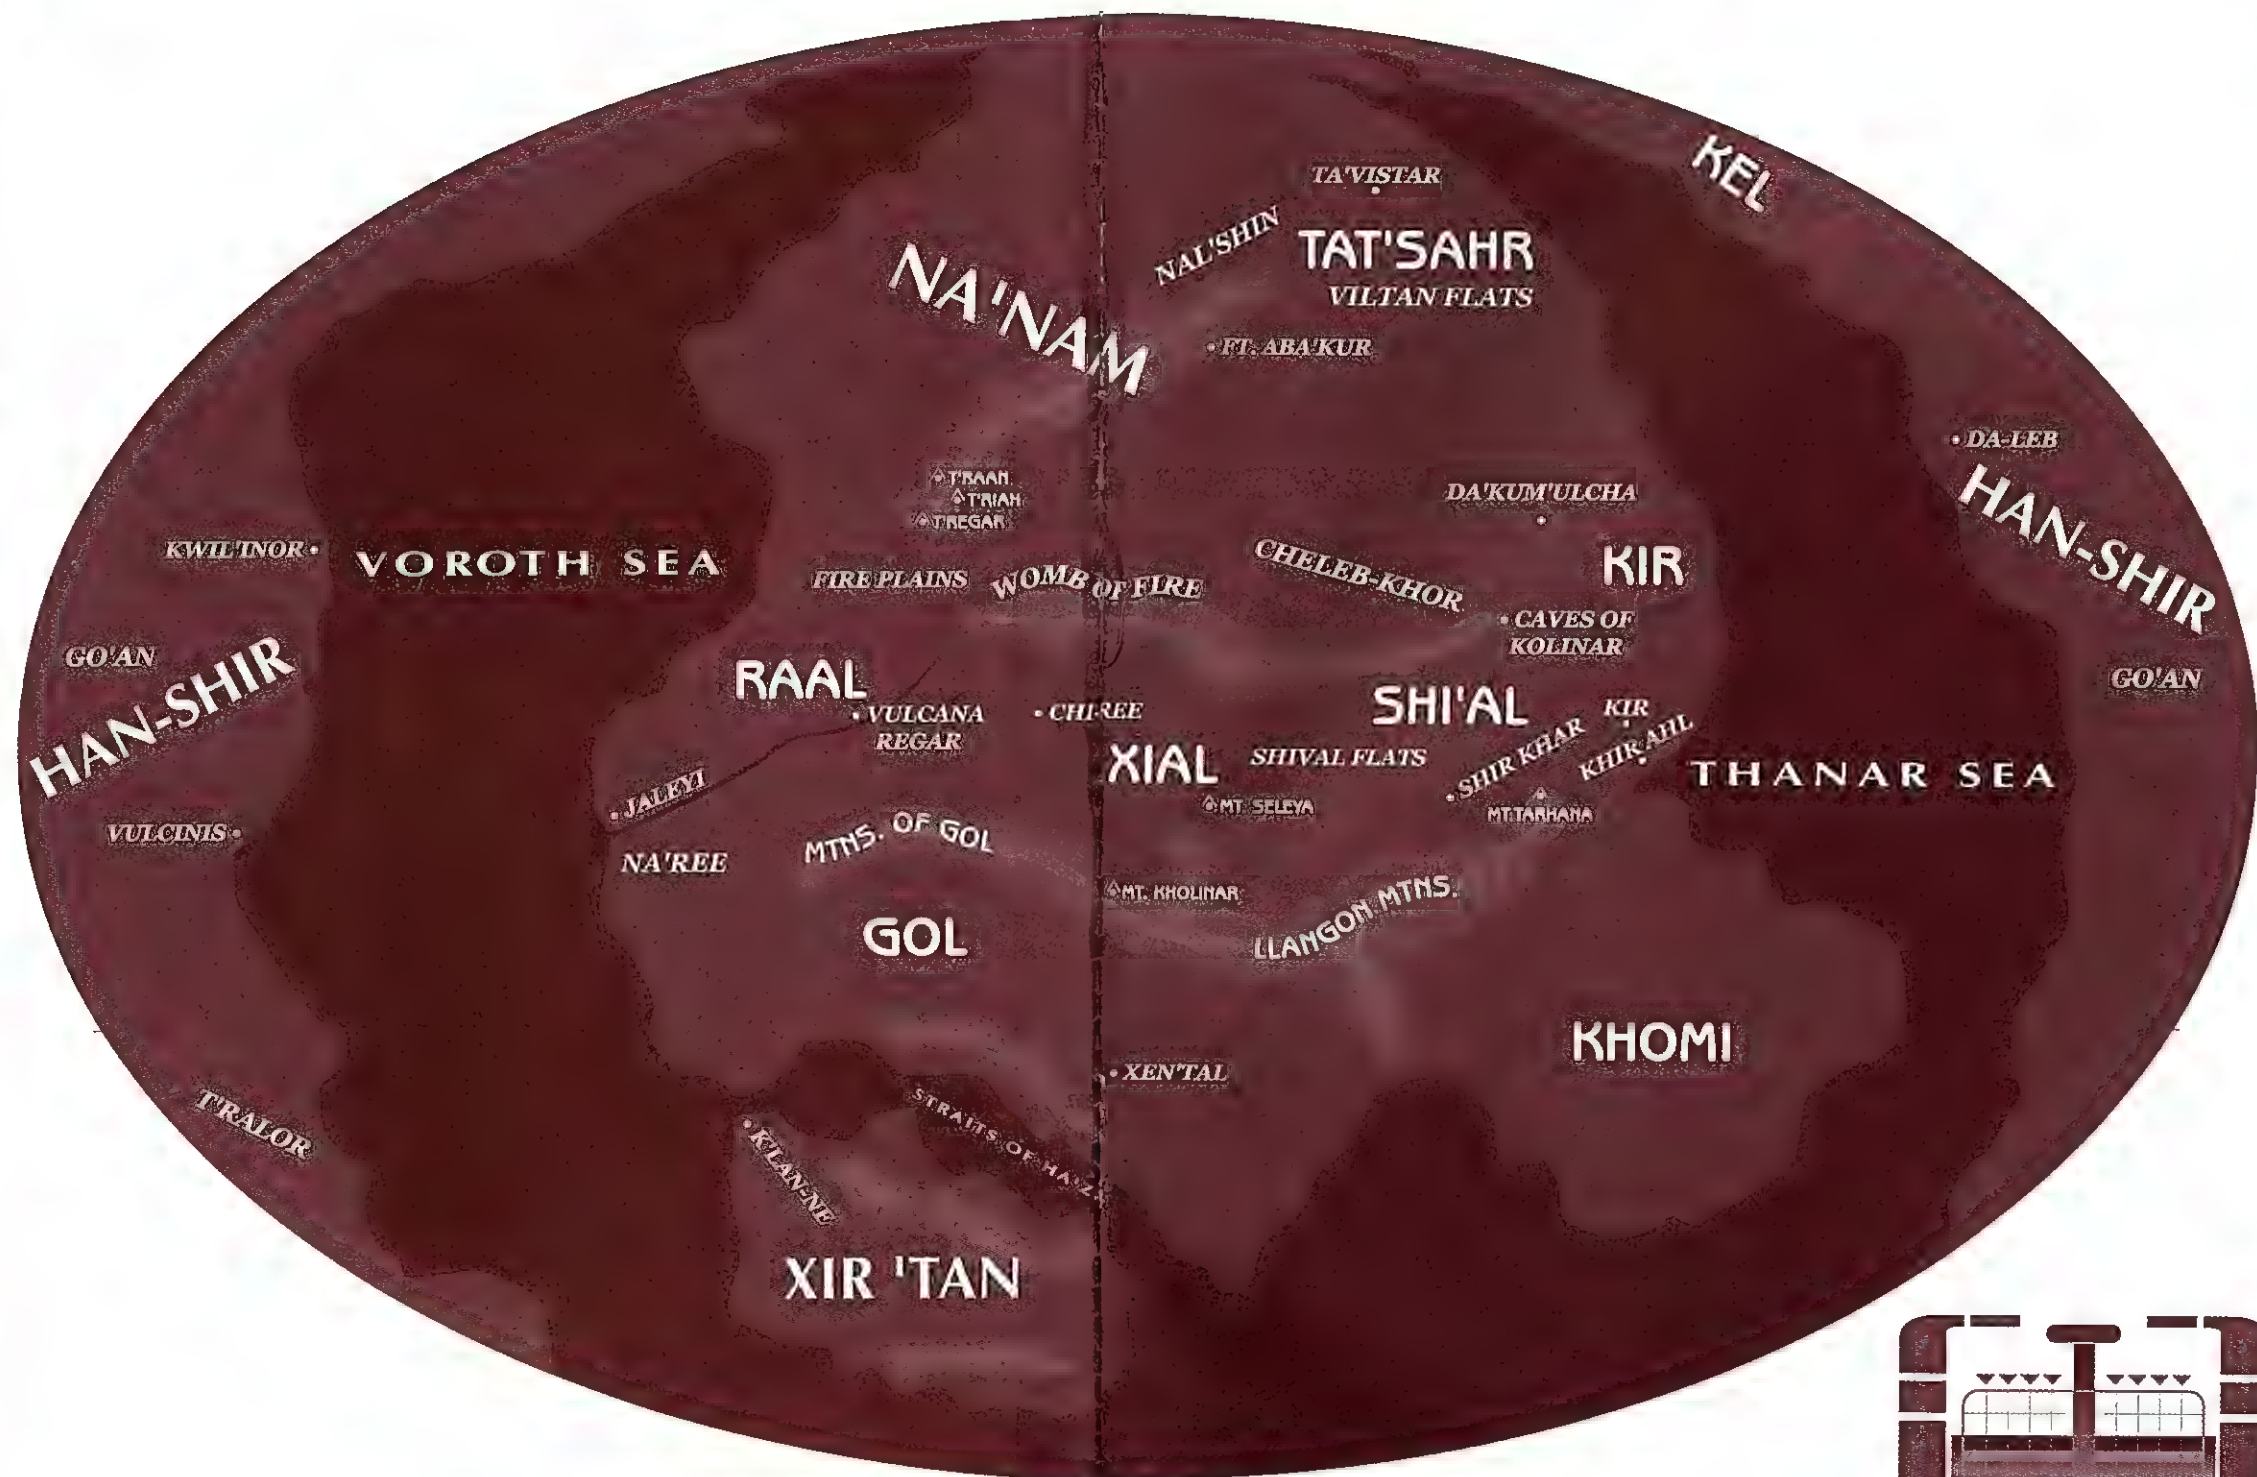 KEL
TA'VISTAR
NAL'SHIN
TAT'SAHR
VILTAN FLATS
NA'NAM
FT. ABA'KUR
DA-LEB
HAN-SHIR
T'RAAN
T'RIAH
T'REGAR
DA'KUM'ULCHA
KWIL'INOR
VOROTH SEA
FIRE PLAINS
WOMB OF FIRE
CHELEB-KHOR
KIR
CAVES OF
KOLINAR
GO'AN
HAN-SHIR
RAAL
VULCANA
REGAR
CHI-REE
SHI'AL
KIR
GO'AN
XIAL
SHIVAL FLATS
SHIR KHAR
KHIR AHL
THANAR SEA
JALEYL
MT. SELEYA
MT. TARHANA
VULCINIS
NA'REE
MTNS. OF GOL
MT. KHOLINAR
LLANGON MTNS.
GOL
KHOMI
XEN'TAL
T'RALOR
STRAITS OF
K'LAN-NE
XIR 'TAN